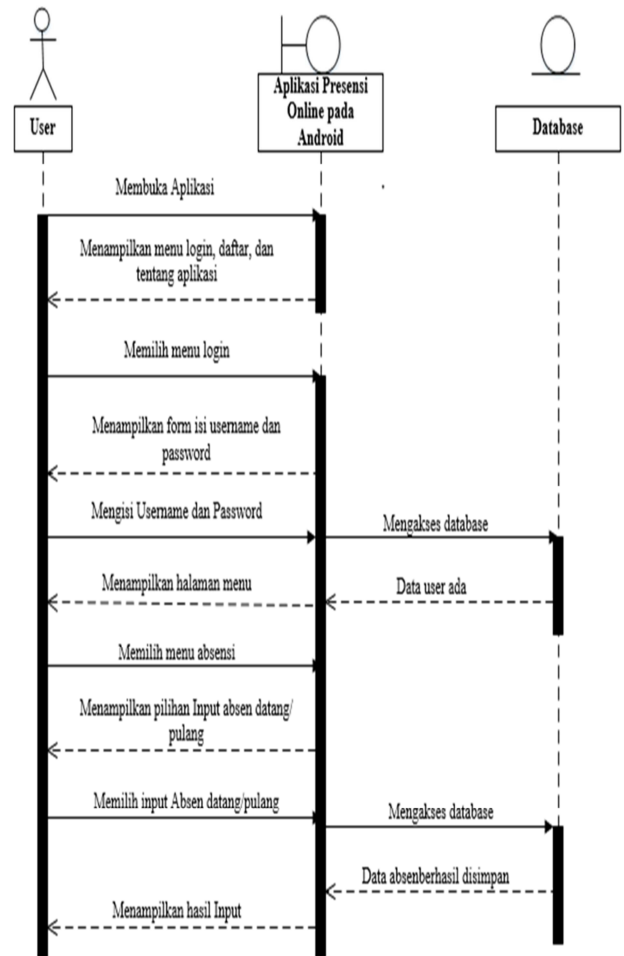 User
Aplikasi Presensi
Online pada
Android
Database
Membuka Aplikasi
Menampilkan menu login, daftar, dan
tentang aplikasi
Memilih menu login
Menampilkan form isi username dan
password
Mengisi Username dan Password
Mengakses database
Menampilkan halaman menu
Data user ada
Memilih menu absensi
Menampilkan pilihan Input absen datang/
pulang
Memilih input Absen datang/pulang
Mengakses database
Data absenberhasil disimpan
Menampilkan hasil Input